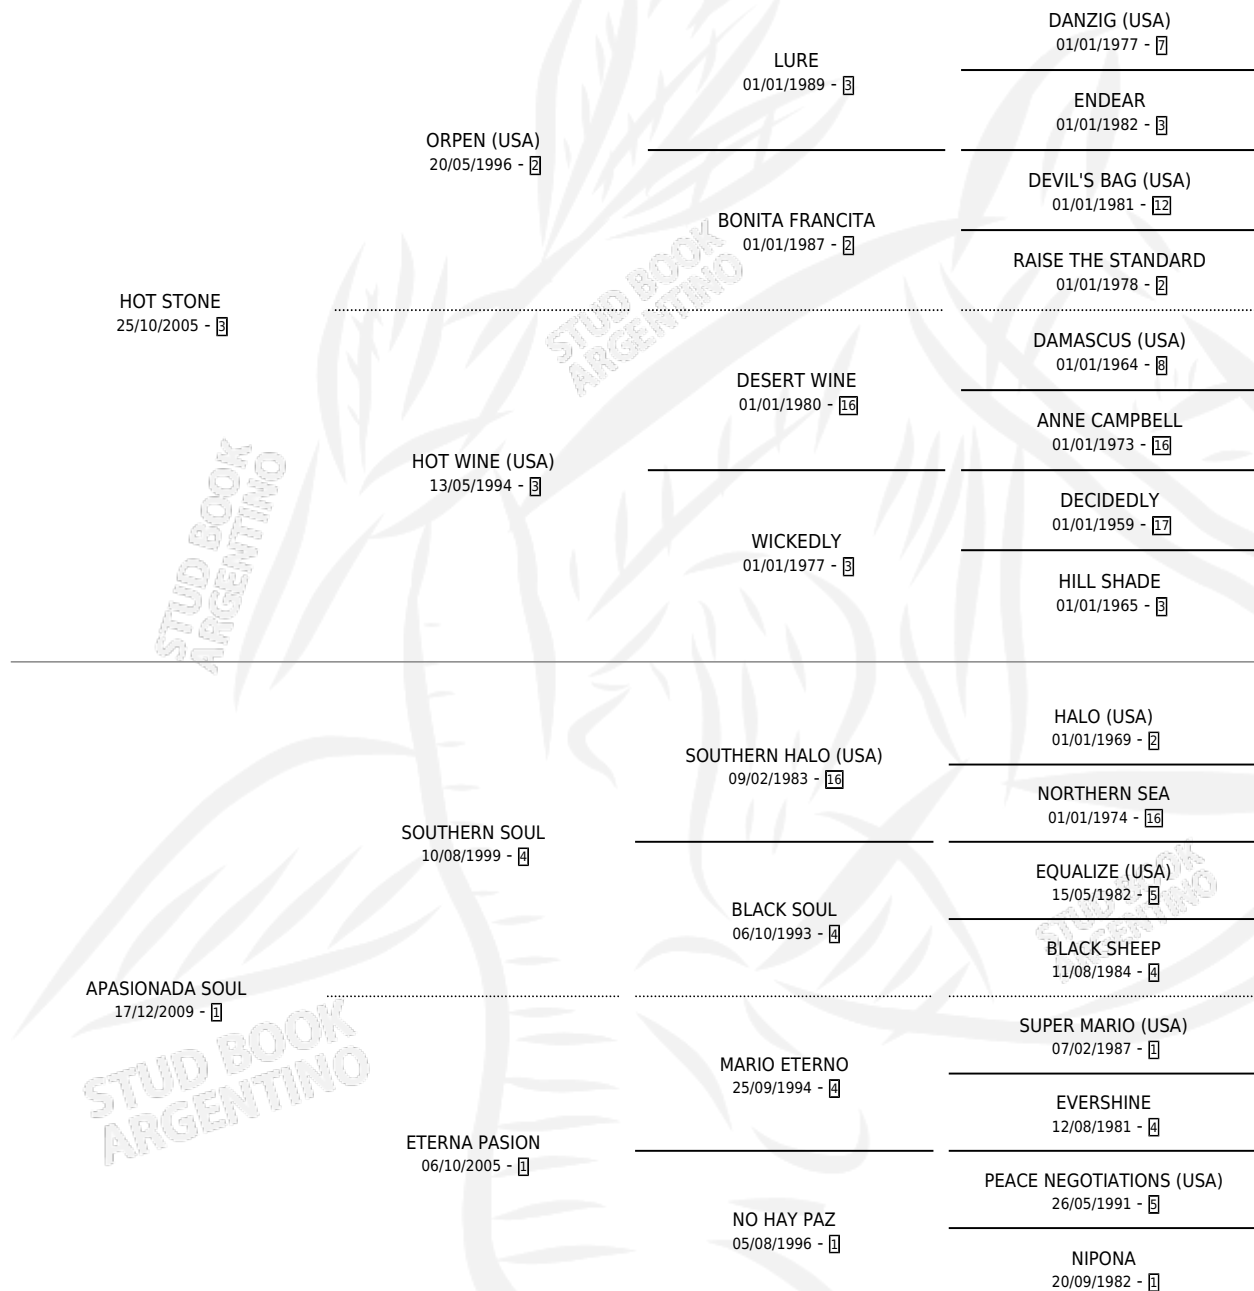 DANZIG (USA)
01/01/1977 - 7
LURE
01/01/1989 - 3
ENDEAR
01/01/1982 - 3
ORPEN (USA)
20/05/1996 - 2
DEVIL'S BAG (USA)
01/01/1981 - 12
BONITA FRANCITA
01/01/1987 - 2
RAISE THE STANDARD
01/01/1978 - 2
HOT STONE
25/10/2005 - 3
DAMASCUS (USA)
01/01/1964 - 8
DESERT WINE
01/01/1980 - 16
ANNE CAMPBELL
01/01/1973 - 16
HOT WINE (USA)
13/05/1994 - 3
DECIDEDLY
01/01/1959 - 17
WICKEDLY
01/01/1977 - 3
HILL SHADE
01/01/1965 - 3
HALO (USA)
01/01/1969 - 2
SOUTHERN HALO (USA)
09/02/1983 - 16
NORTHERN SEA
01/01/1974 - 16
SOUTHERN SOUL
10/08/1999 - 4
EQUALIZE (USA)
15/05/1982 - 5
BLACK SOUL
06/10/1993 - 4
BLACK SHEEP
11/08/1984 - 4
APASIONADA SOUL
17/12/2009 - 1
SUPER MARIO (USA)
07/02/1987 - 1
MARIO ETERNO
25/09/1994 - 4
EVERSHINE
12/08/1981 - 4
ETERNA PASION
06/10/2005 - 1
PEACE NEGOTIATIONS (USA)
26/05/1991 - 5
NO HAY PAZ
05/08/1996 - 1
NIPONA
20/09/1982 - 1
STUD BOOK
ARGENTINO
STUD BOOK
ARGENTINO
STUD BOOK
ARGENTINO
STUD BOOK
ARGENTINO